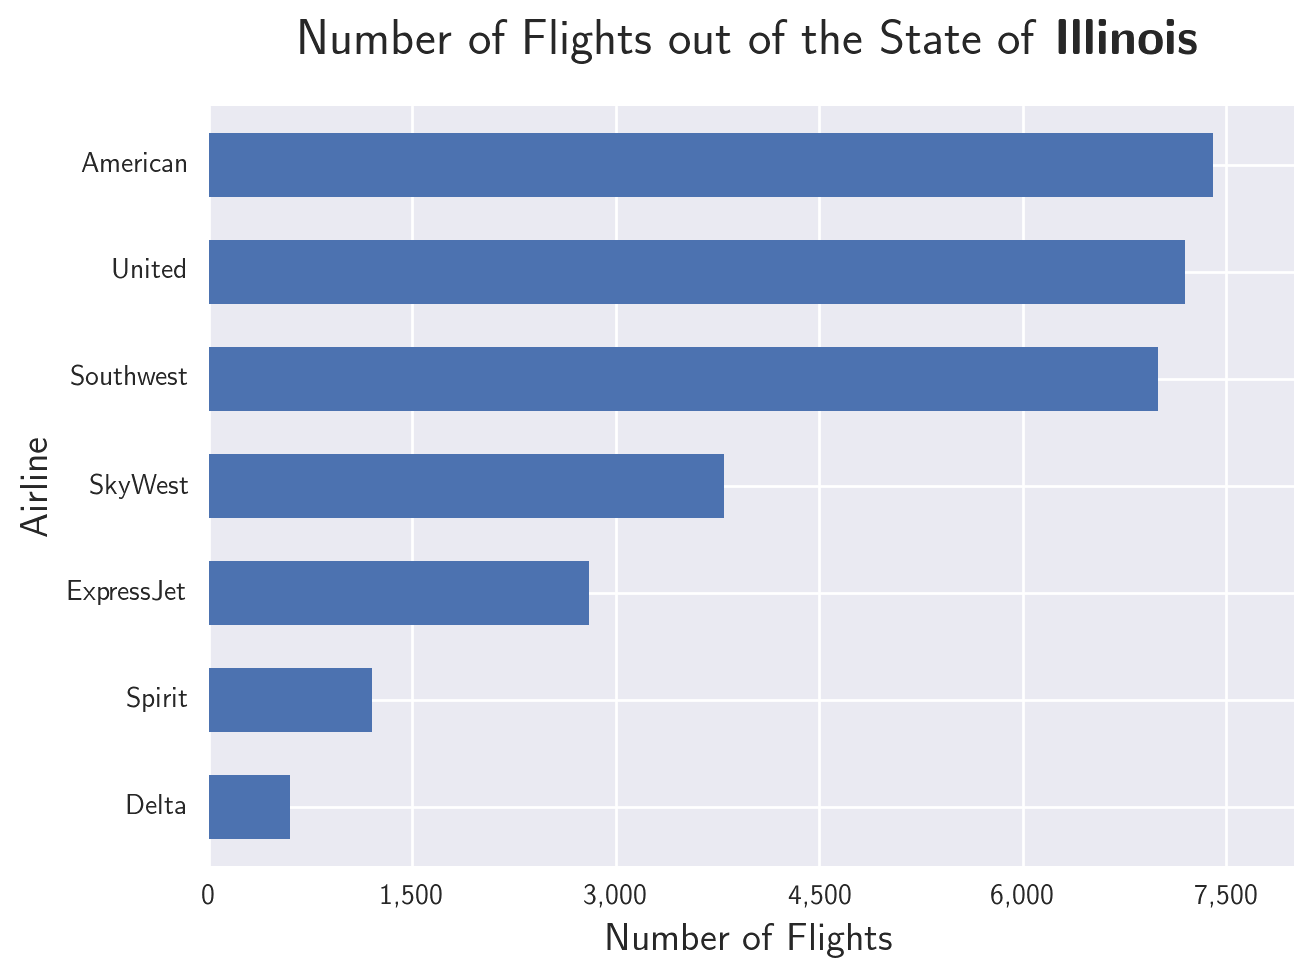 Number of Flights out of the State of Illinois
American
United
Southwest
SkyWest
ExpressJet
Spirit
Delta
Airline
0 1,500 3,000 4,500 6,000 7,500
Number of Flights